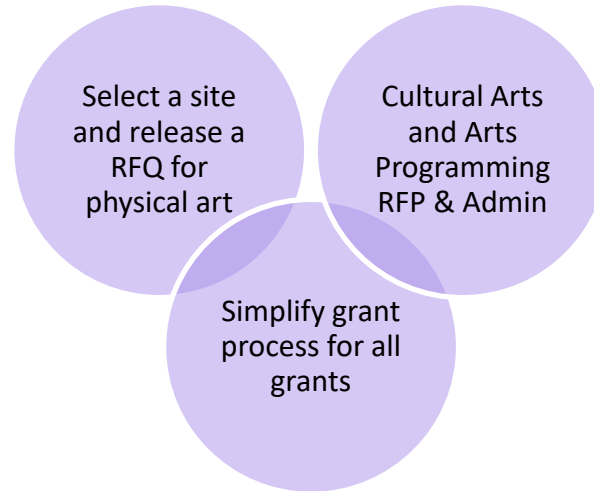 Select a site
and release a
RFQ for
physical art
Cultural Arts
and Arts
Programming
RFP & Admin
Simplify grant
process for all
grants